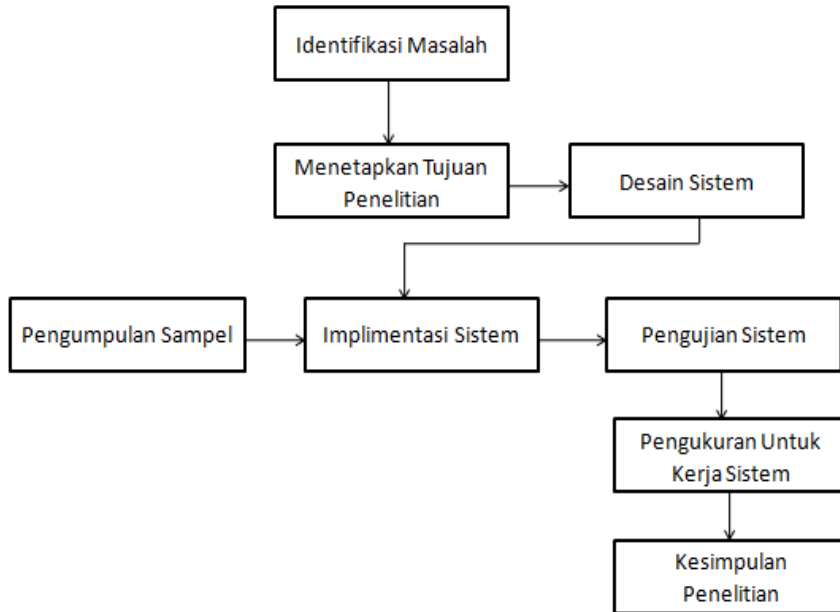 Identifikasi Masalah
Menetapkan Tujuan
Penelitian
Desain Sistem
Pengumpulan Sampel
Implimentasi Sistem
Pengujian Sistem
Pengukuran Untuk
Kerja Sistem
Kesimpulan
Penelitian